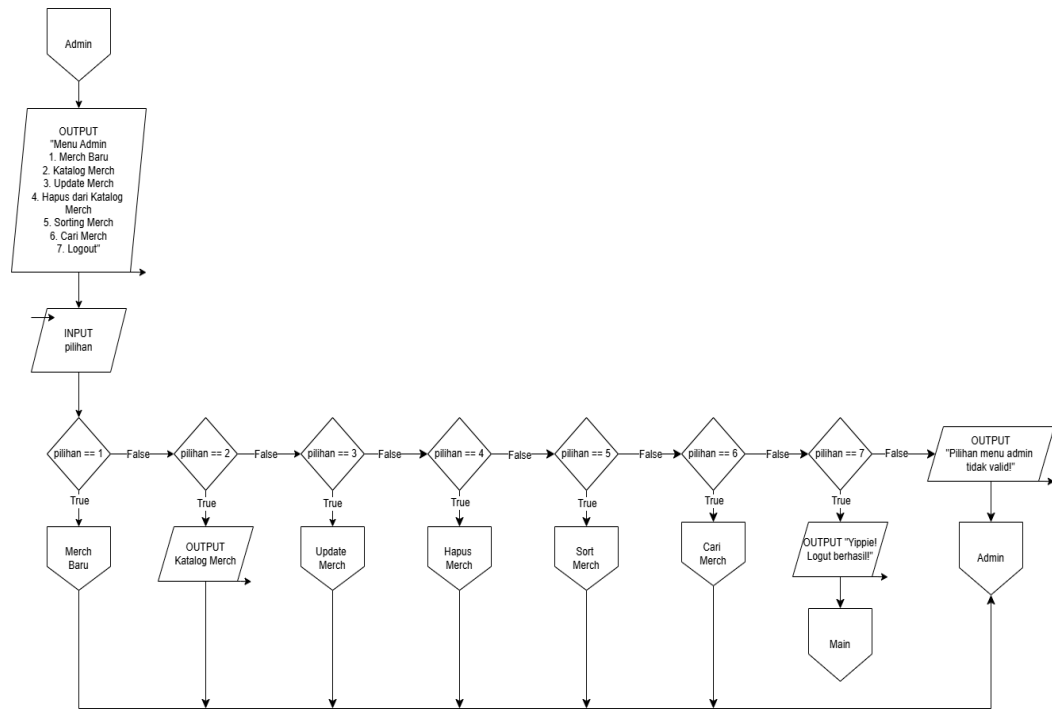 Admin
OUTPUT
"Menu Admin
1. Merch Baru
2. Katalog Merch
3. Update Merch
4. Hapus dari Katalog
Merch
5. Sorting Merch
6. Cari Merch
7. Logout"
INPUT
pilihan
pilihan == 1
False
pilihan == 2
False
pilihan == 3
False
pilihan == 4
False
pilihan == 5
False
pilihan == 6
False
pilihan == 7
False
OUTPUT
"Pilihan menu admin
tidak valid!"
True
True
True
True
True
True
True
Merch
Baru
OUTPUT
Katalog Merch
Update
Merch
Hapus
Merch
Sort
Merch
Cari
Merch
OUTPUT "Yippie!
Logut berhasil!"
Admin
Main